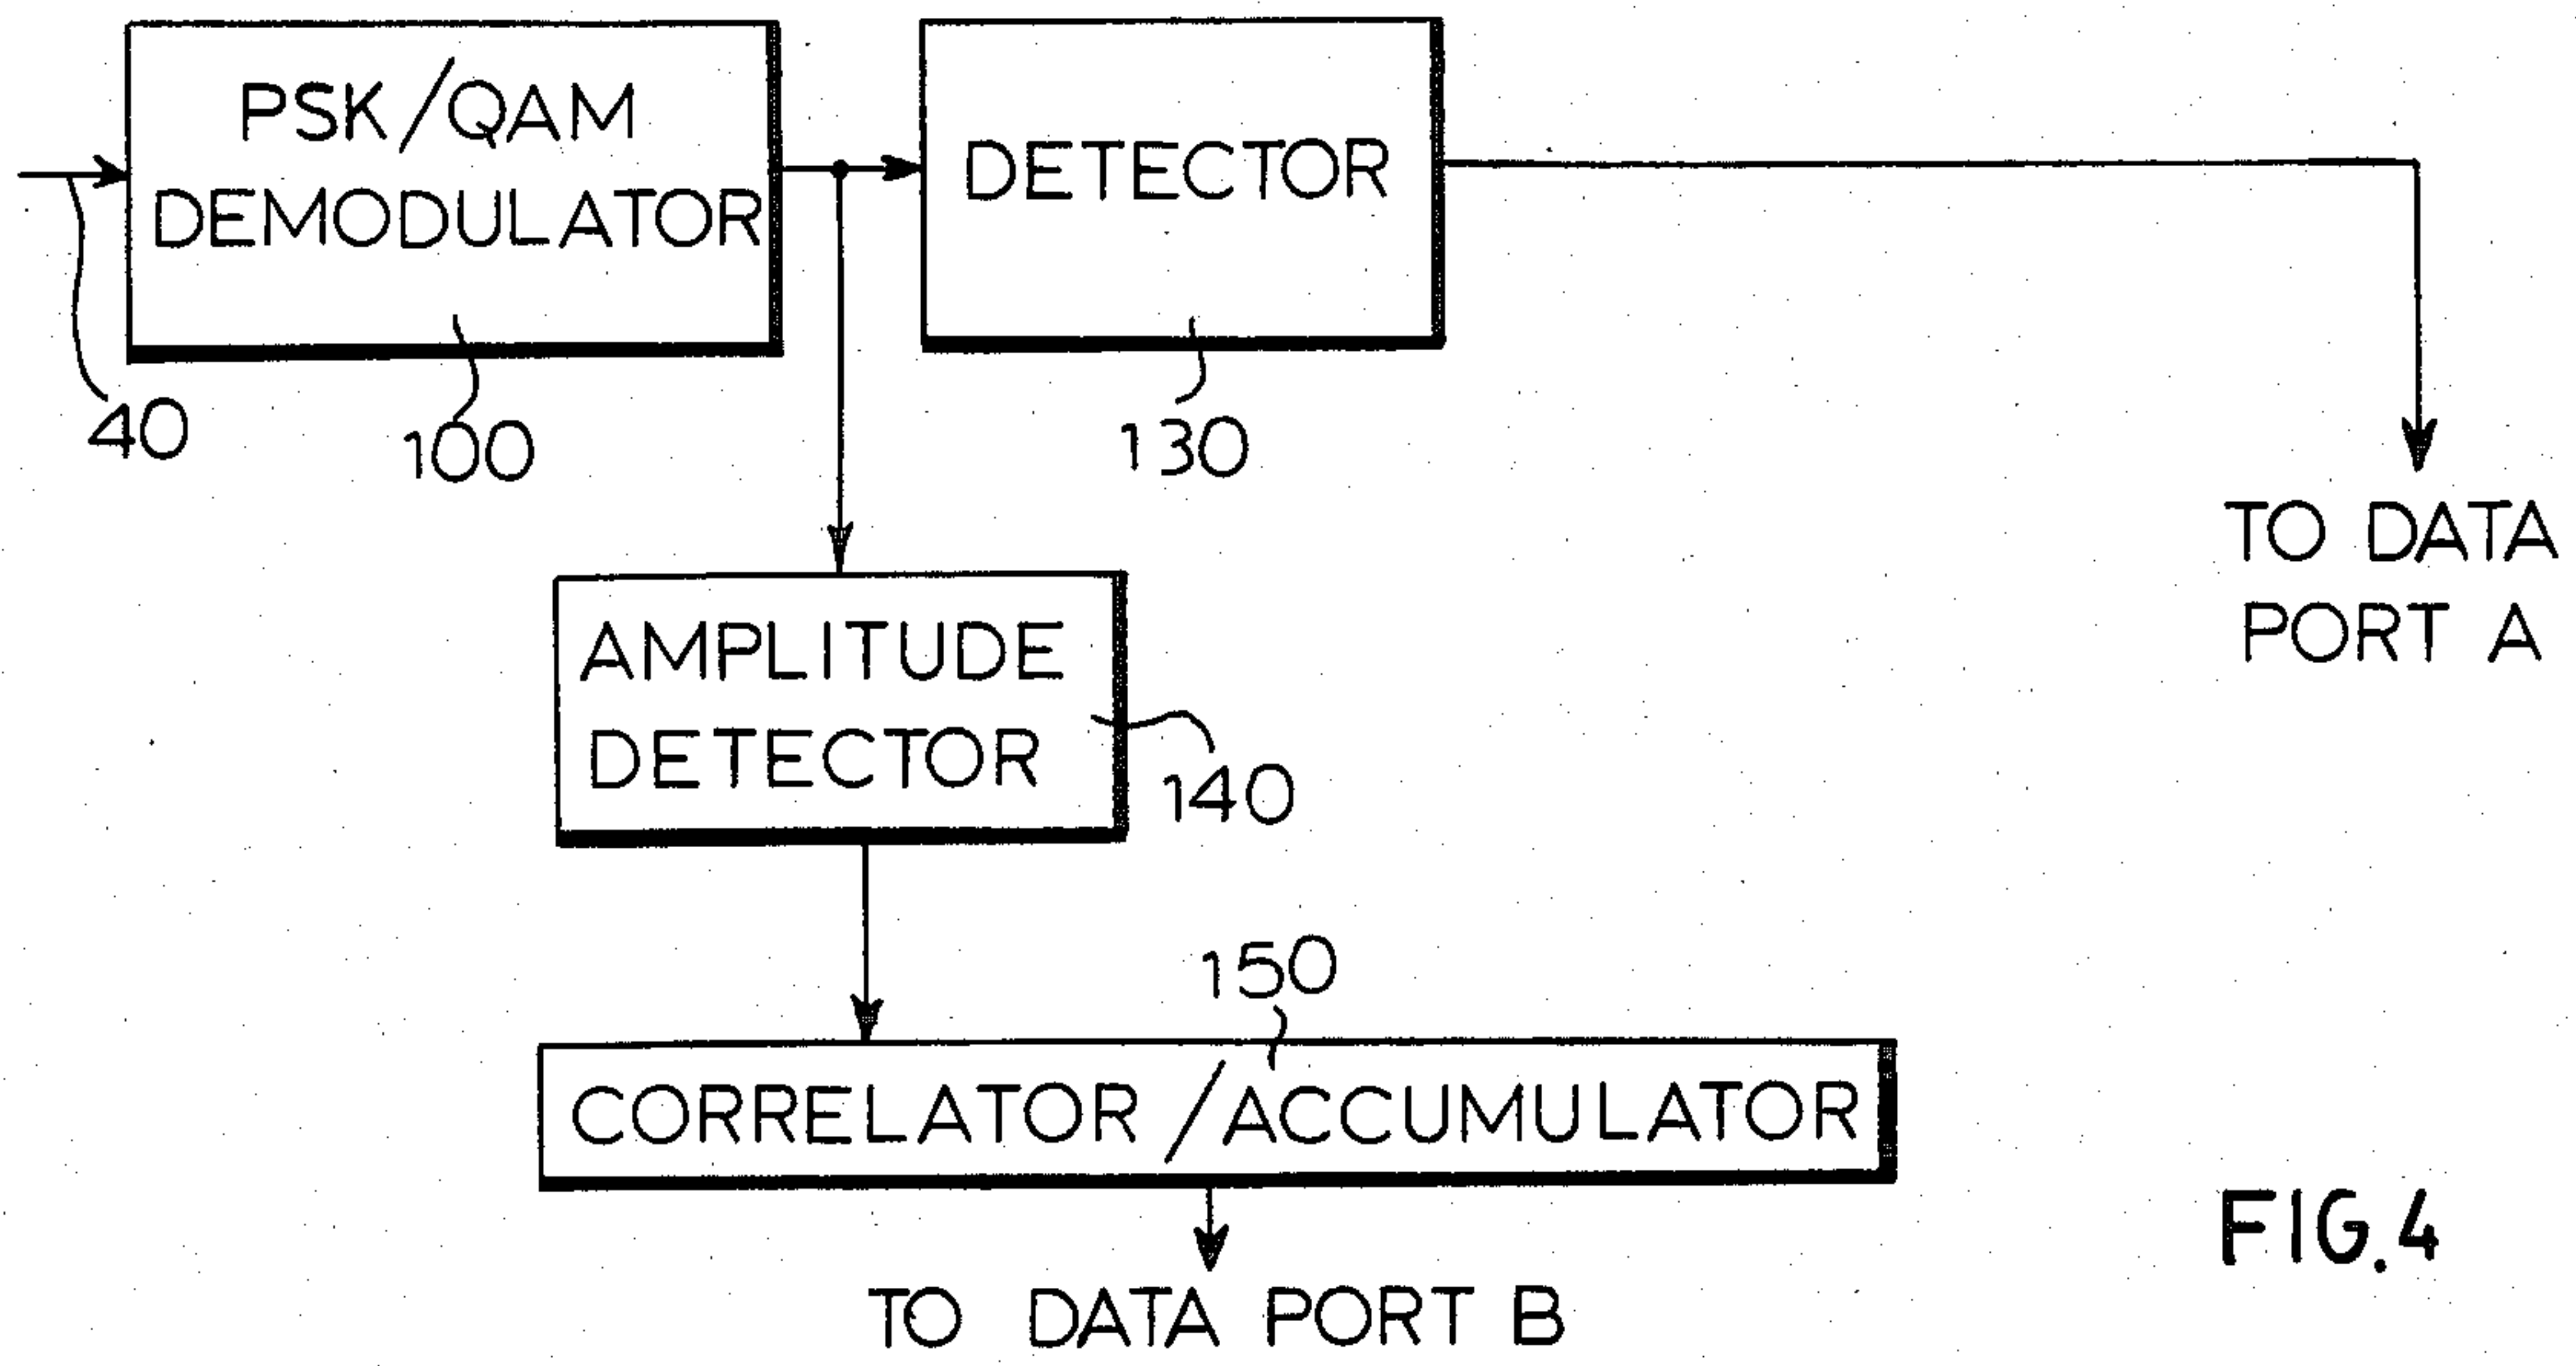 PSK/QAM
DEMODULATOR
DETECTOR
40
100
130
TO DATA
PORT A
AMPLITUDE
DETECTOR
140
150
CORRELATOR/ACCUMULATOR
TO DATA PORT B
FIG.4